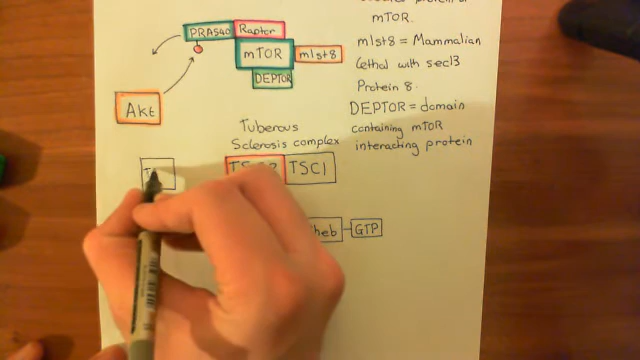 mTOR.
PRAS40 Raptor
mTOR mlst8
DEPTOR
Akt
mlst8 = Mammalian
lethal with sec13
Protein 8.
DEPTOR = domain
containing mTOR
interacting protein
Tuberous
Sclerosis complex
TSC1
GTP